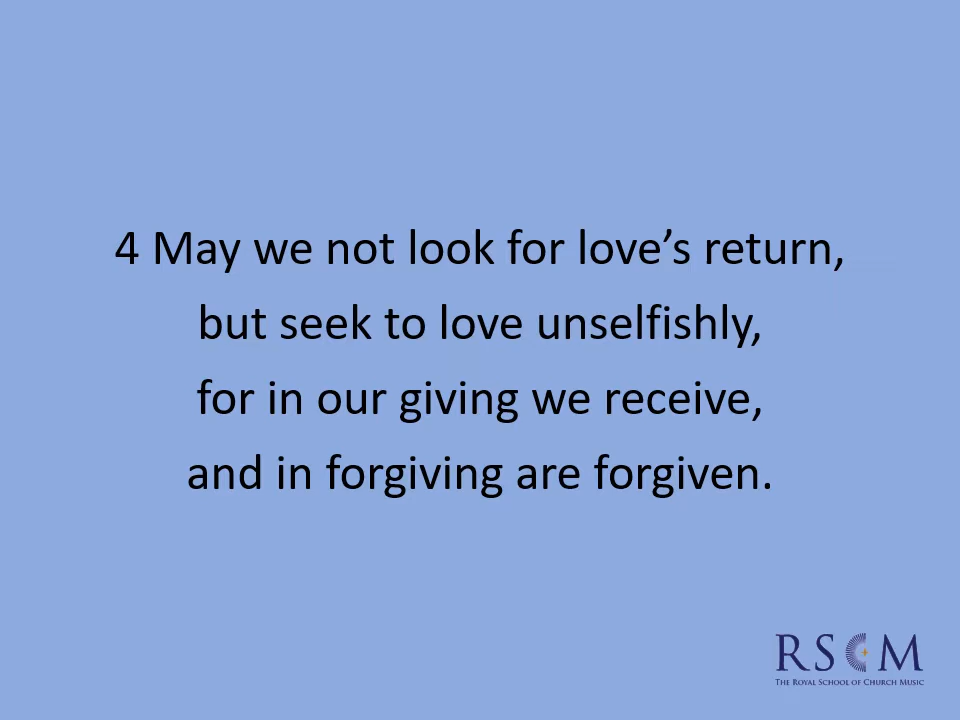 4 May we not look for love’s return,
but seek to love unselfishly,
for in our giving we receive,
and in forgiving are forgiven.
RSCM
The Royal School of Church Music